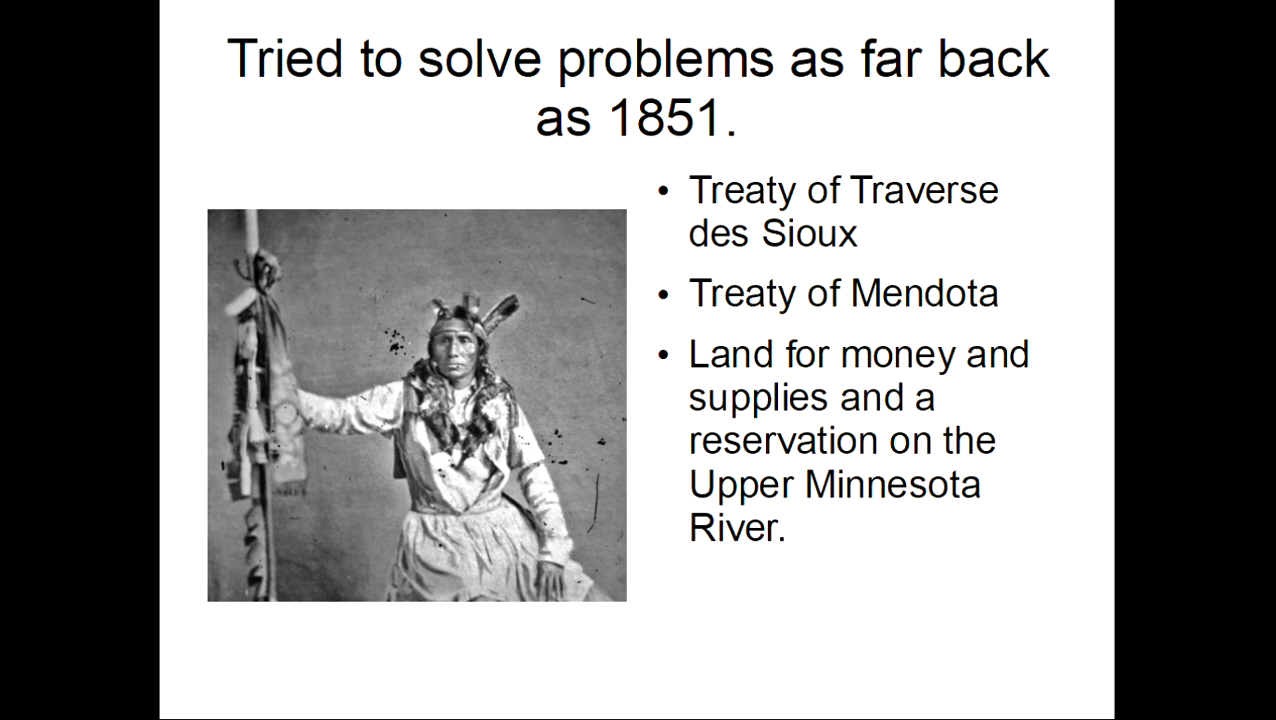 Tried to solve problems as far back
as 1851.
• Treaty of Traverse
des Sioux
• Treaty of Mendota
• Land for money and
supplies and a
reservation on the
Upper Minnesota
River.